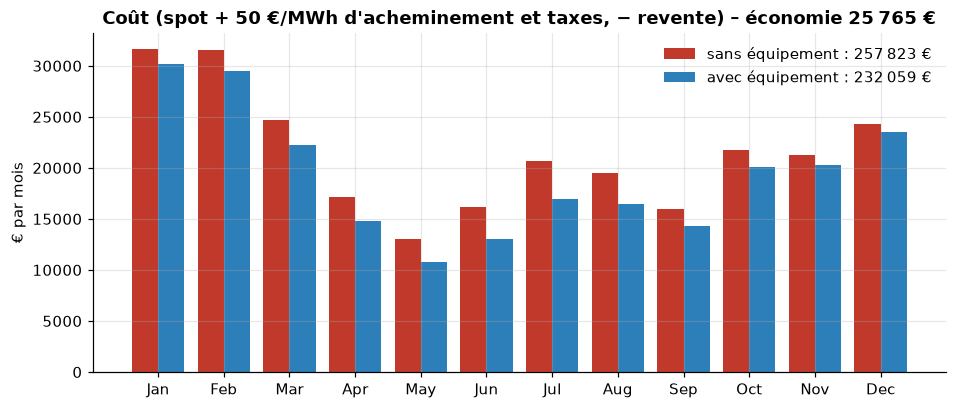 Coût (spot + 50 €/MWh d'acheminement et taxes, − revente) – économie 25 765 €
sans équipement : 257 823 €
avec équipement : 232 059 €
€ par mois
30000
25000
20000
15000
10000
5000
0
Jan Feb Mar Apr May Jun Jul Aug Sep Oct Nov Dec